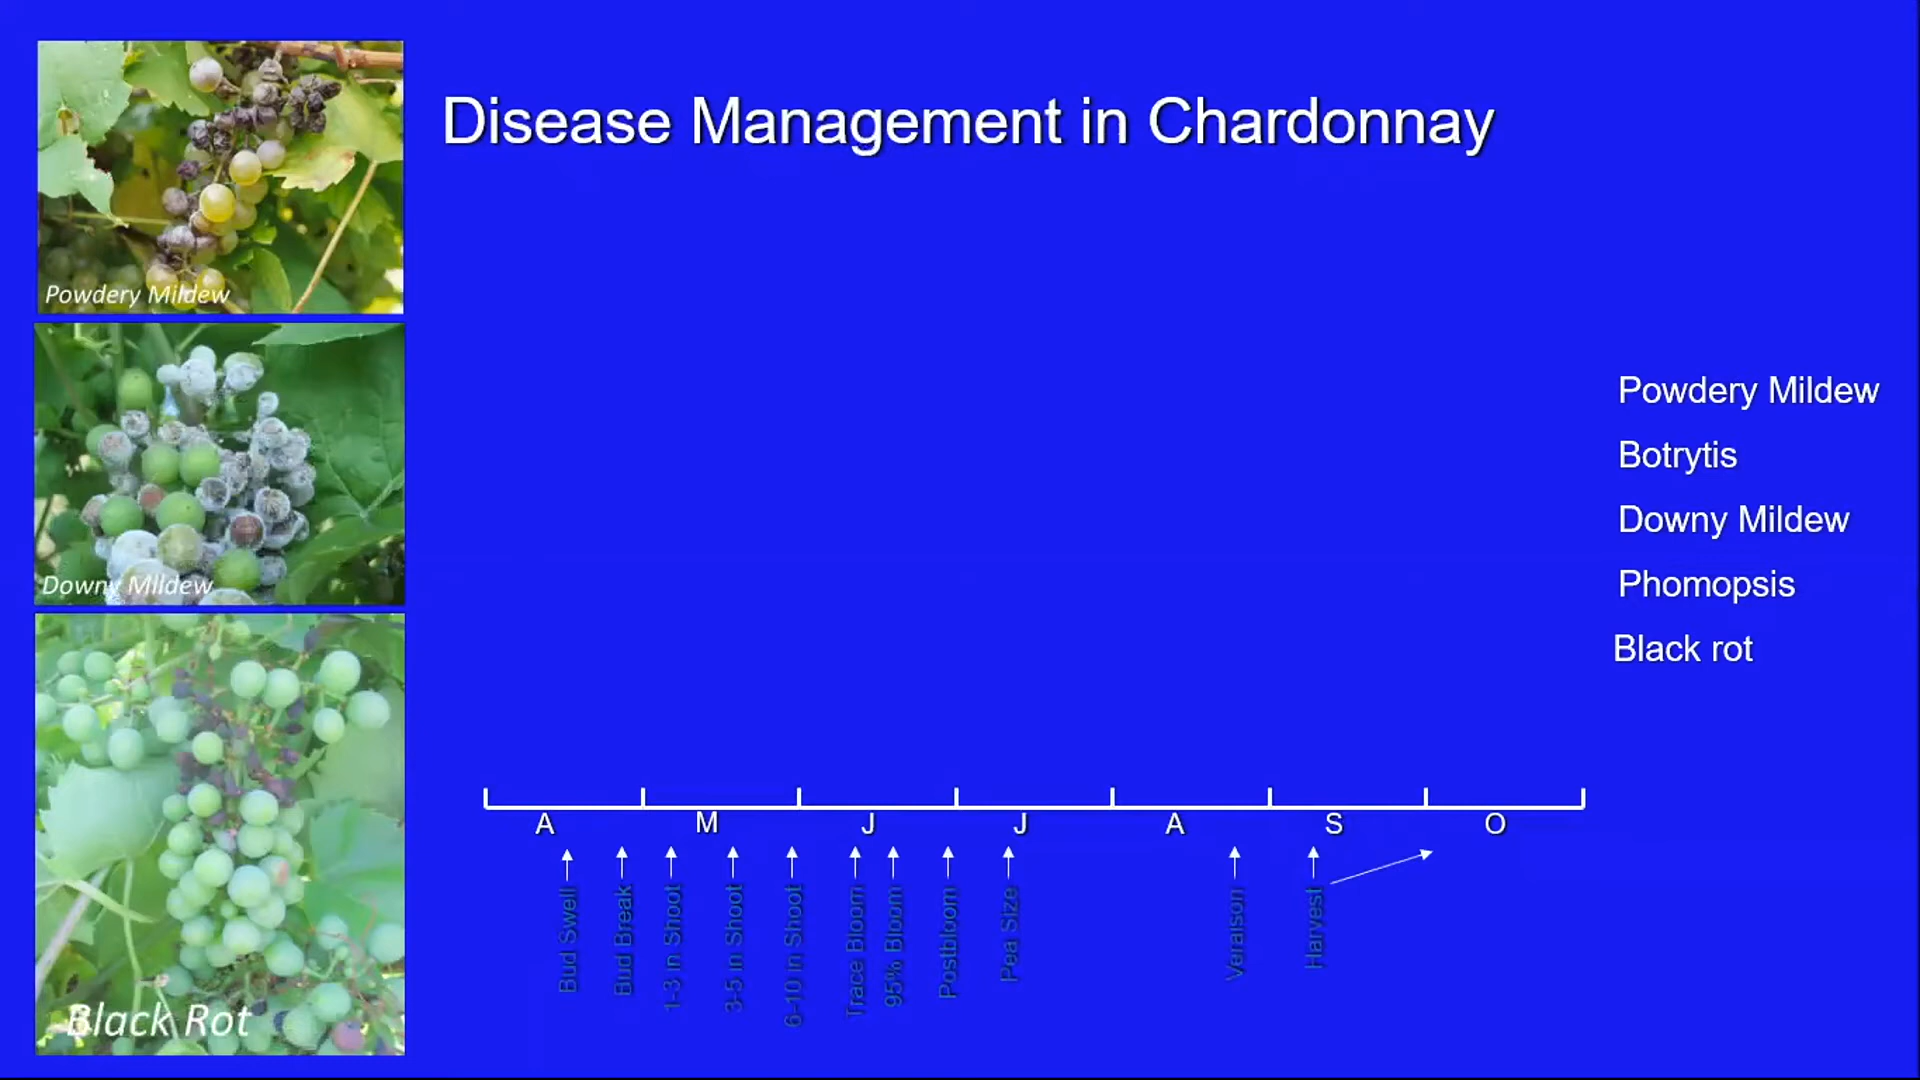 Disease Management in Chardonnay
Powdery Mildew
Downy Mildew
Black Rot
Powdery Mildew
Botrytis
Downy Mildew
Phomopsis
Black rot
A M J J A S O
Bud Swell
Bud Break
1-3 in Shoot
3-5 in Shoot
6-10 in Shoot
Trace Bloom
95% Bloom
Postbloom
Pea Size
Veraison
Harvest